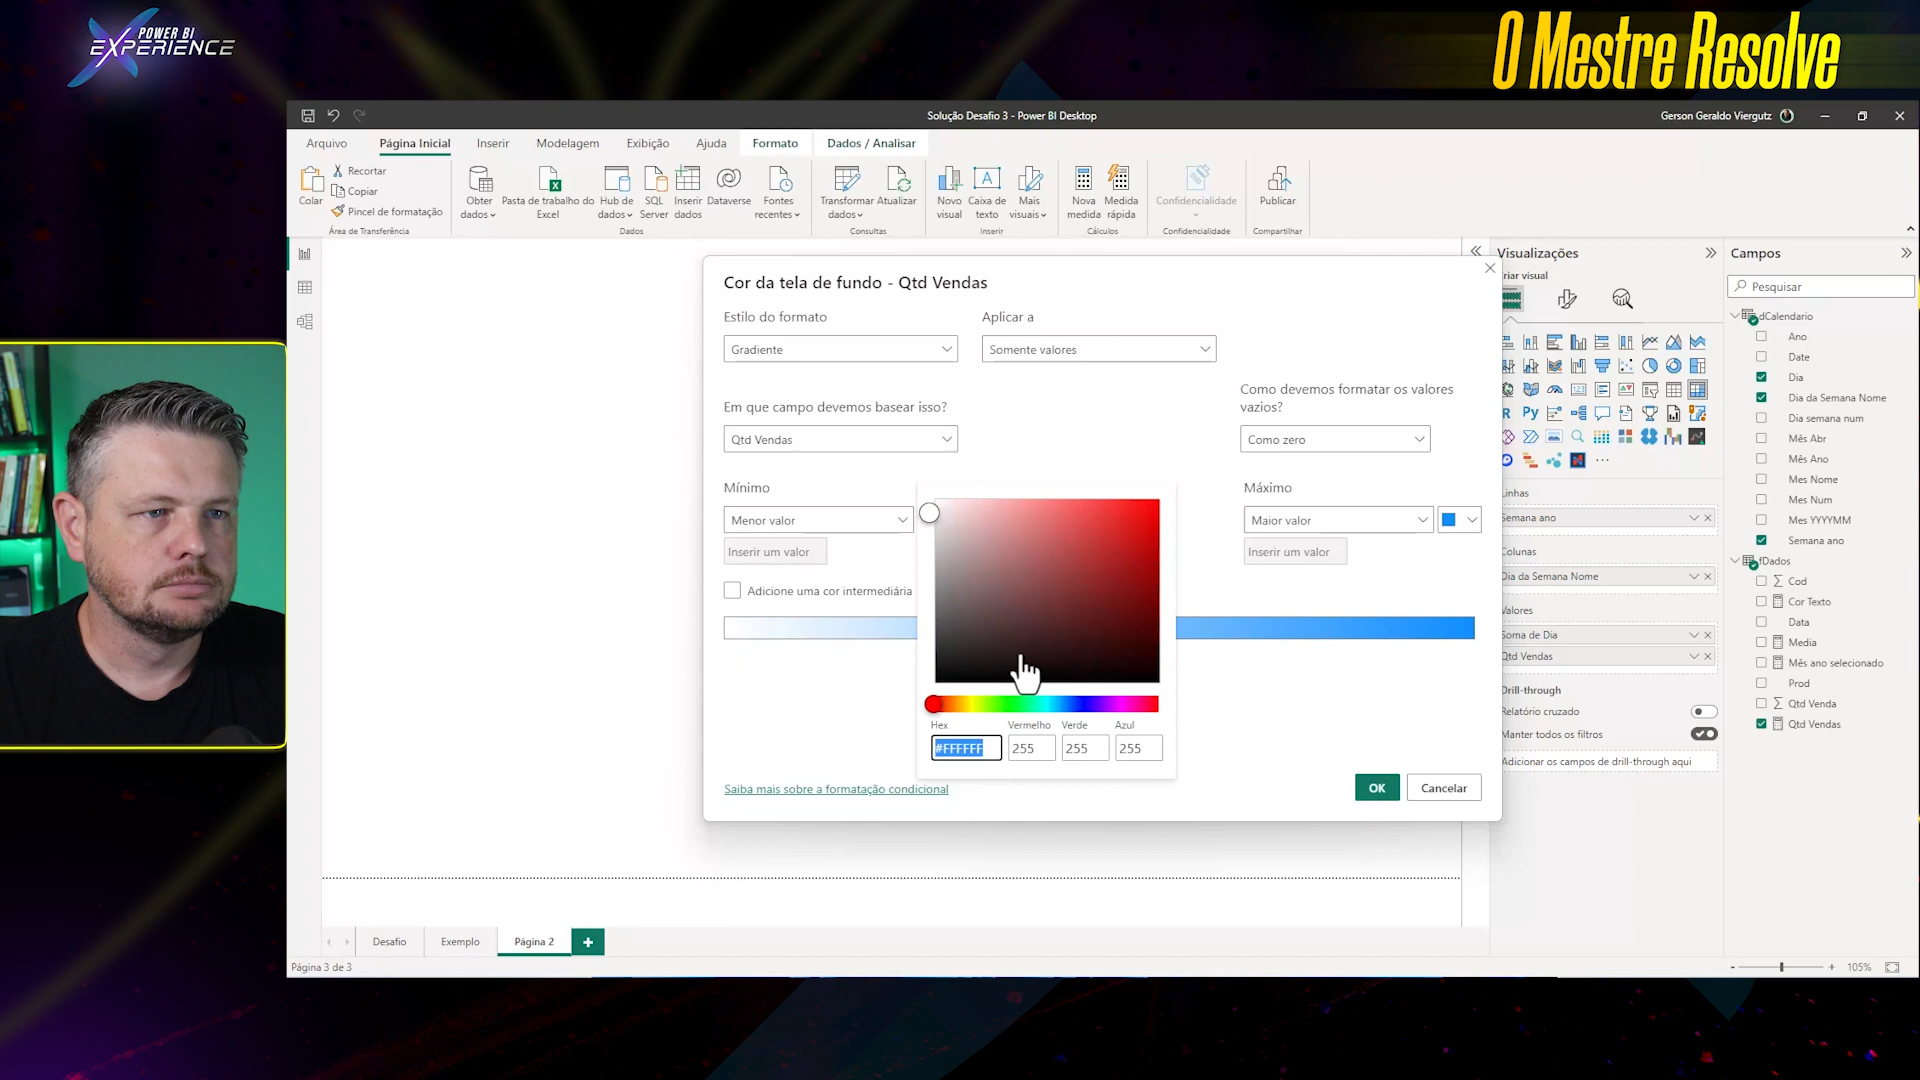 POWER BI
EXPERIENCE
O Mestre Resolve
Solução Desafio 3 - Power BI Desktop
Gerson Geraldo Viergutz
Arquivo
Página Inicial
Inserir
Modelagem
Exibição
Ajuda
Formato
Dados / Analisar
Colar
Recortar
Copiar
Pincel de formatação
Área de Transferência
Obter dados
Pasta de trabalho do Excel
Hub de dados
SQL Server
Inserir dados
Dataverse
Fontes recentes
Dados
Transformar dados
Atualizar
Consultas
Novo visual
Caixa de texto
Mais visuais
Inserir
Nova medida
Medida rápida
Cálculos
Confidencialidade
Confidencialidade
Publicar
Compartilhar
Cor da tela de fundo - Qtd Vendas
Estilo do formato
Aplicar a
Gradiente
Somente valores
Em que campo devemos basear isso?
Como devemos formatar os valores
vazios?
Qtd Vendas
Como zero
Mínimo
Máximo
Menor valor
Maior valor
Inserir um valor
Inserir um valor
Adicione uma cor intermediária
Hex
Vermelho
Verde
Azul
#FFFFFF
255
255
255
Saiba mais sobre a formatação condicional
OK
Cancelar
Visualizações
riar visual
R
Py
123
inhas
Semana ano
Colunas
Dia da Semana Nome
Valores
Soma de Dia
Qtd Vendas
Drill-through
Relatório cruzado
Manter todos os filtros
Adicionar os campos de drill-through aqui
Campos
Pesquisar
dCalendario
Ano
Date
Dia
Dia da Semana Nome
Dia semana num
Mês Abr
Mês Ano
Mes Nome
Mes Num
Mes YYYYMM
Semana ano
fDados
Cod
Cor Texto
Data
Media
Mês ano selecionado
Prod
Qtd Venda
Qtd Vendas
Desafio
Exemplo
Página 2
Página 3 de 3
105%